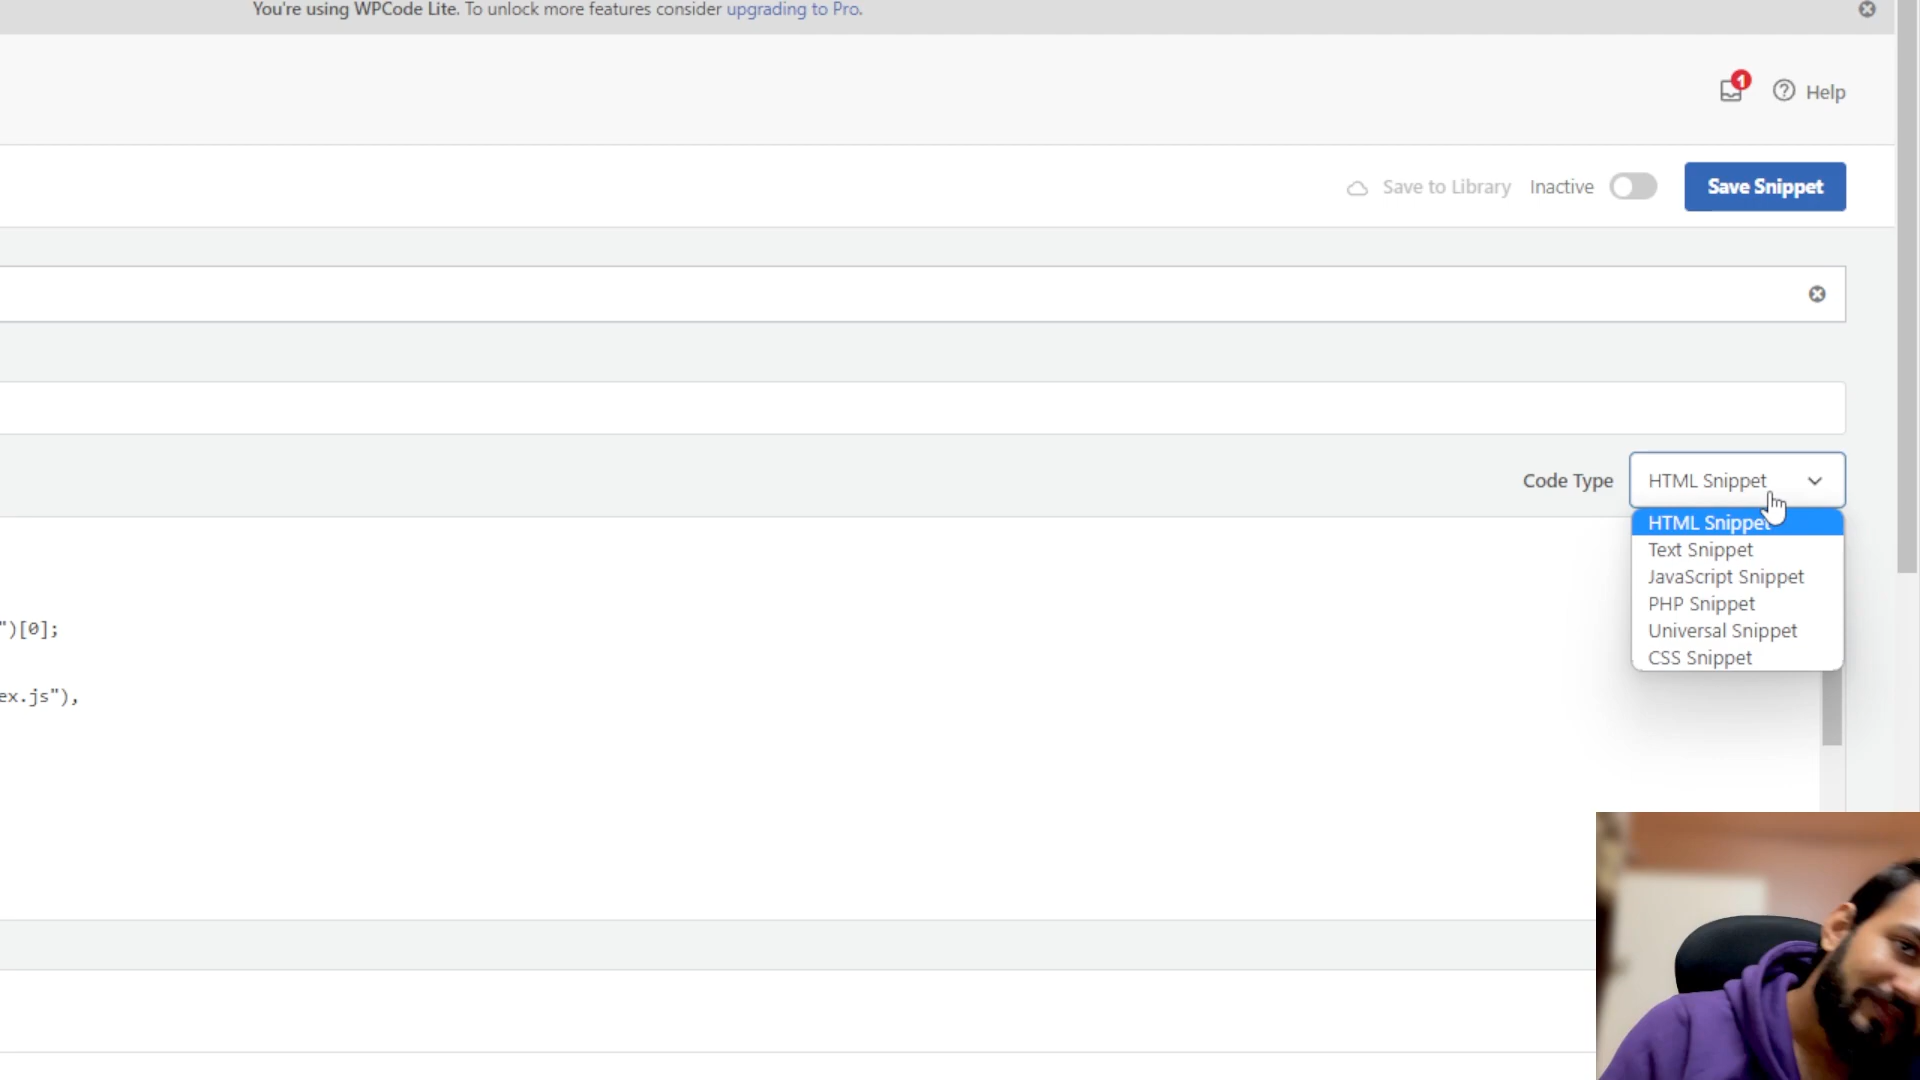 You're using WPCode Lite. To unlock more features consider upgrading to Pro.
1
Help
Save to Library Inactive Save Snippet
Code Type HTML Snippet
HTML Snippet
Text Snippet
JavaScript Snippet
PHP Snippet
Universal Snippet
CSS Snippet
")[0];
ex.js"),